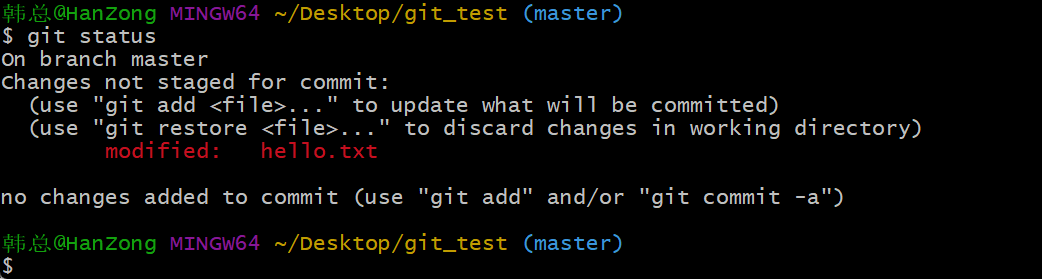 韩总@HanZong MINGW64 ~/Desktop/git_test (master)
$ git status
On branch master
Changes not staged for commit:
  (use "git add <file>..." to update what will be committed)
  (use "git restore <file>..." to discard changes in working directory)
        modified:   hello.txt

no changes added to commit (use "git add" and/or "git commit -a")

韩总@HanZong MINGW64 ~/Desktop/git_test (master)
$